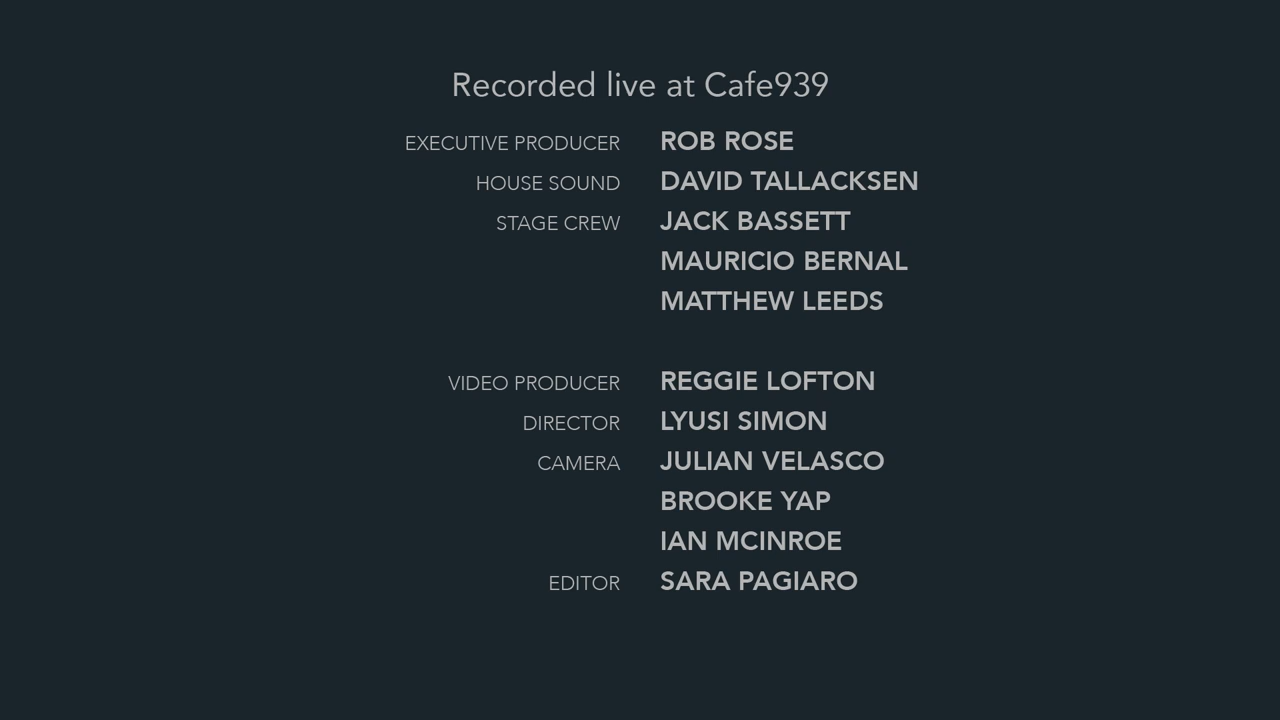 Recorded live at Cafe939
EXECUTIVE PRODUCER ROB ROSE
HOUSE SOUND DAVID TALLACKSEN
STAGE CREW JACK BASSETT
MAURICIO BERNAL
MATTHEW LEEDS
VIDEO PRODUCER REGGIE LOFTON
DIRECTOR LYUSI SIMON
CAMERA JULIAN VELASCO
BROOKE YAP
IAN MCINROE
EDITOR SARA PAGIARO